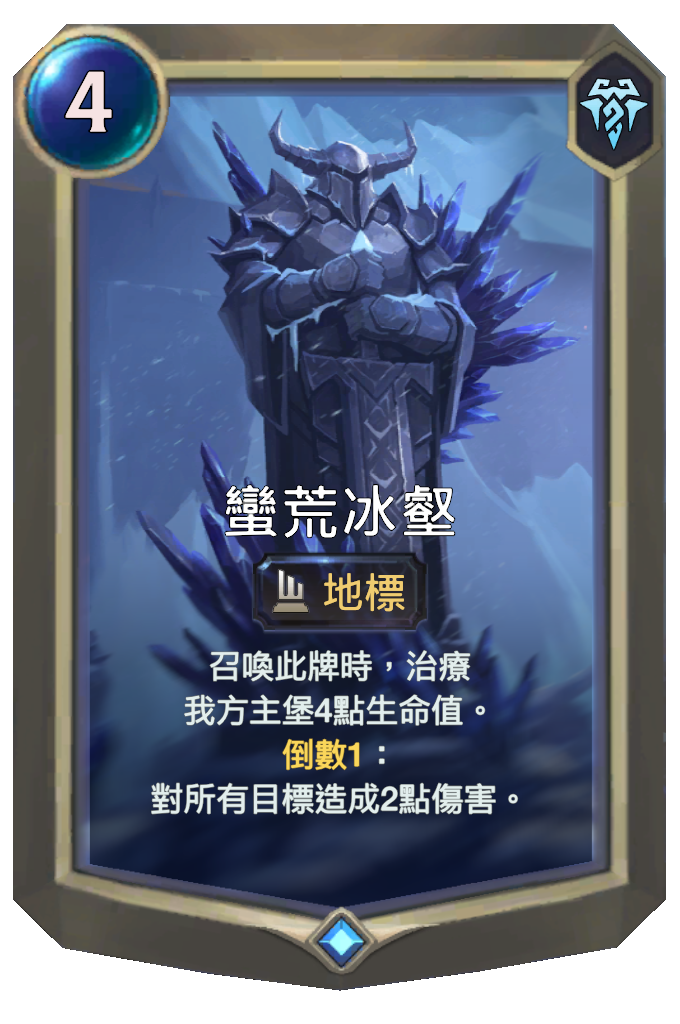 4
蠻荒冰壑
地標
召喚此牌時，治療
我方主堡4點生命值。
倒數1：
對所有目標造成2點傷害。